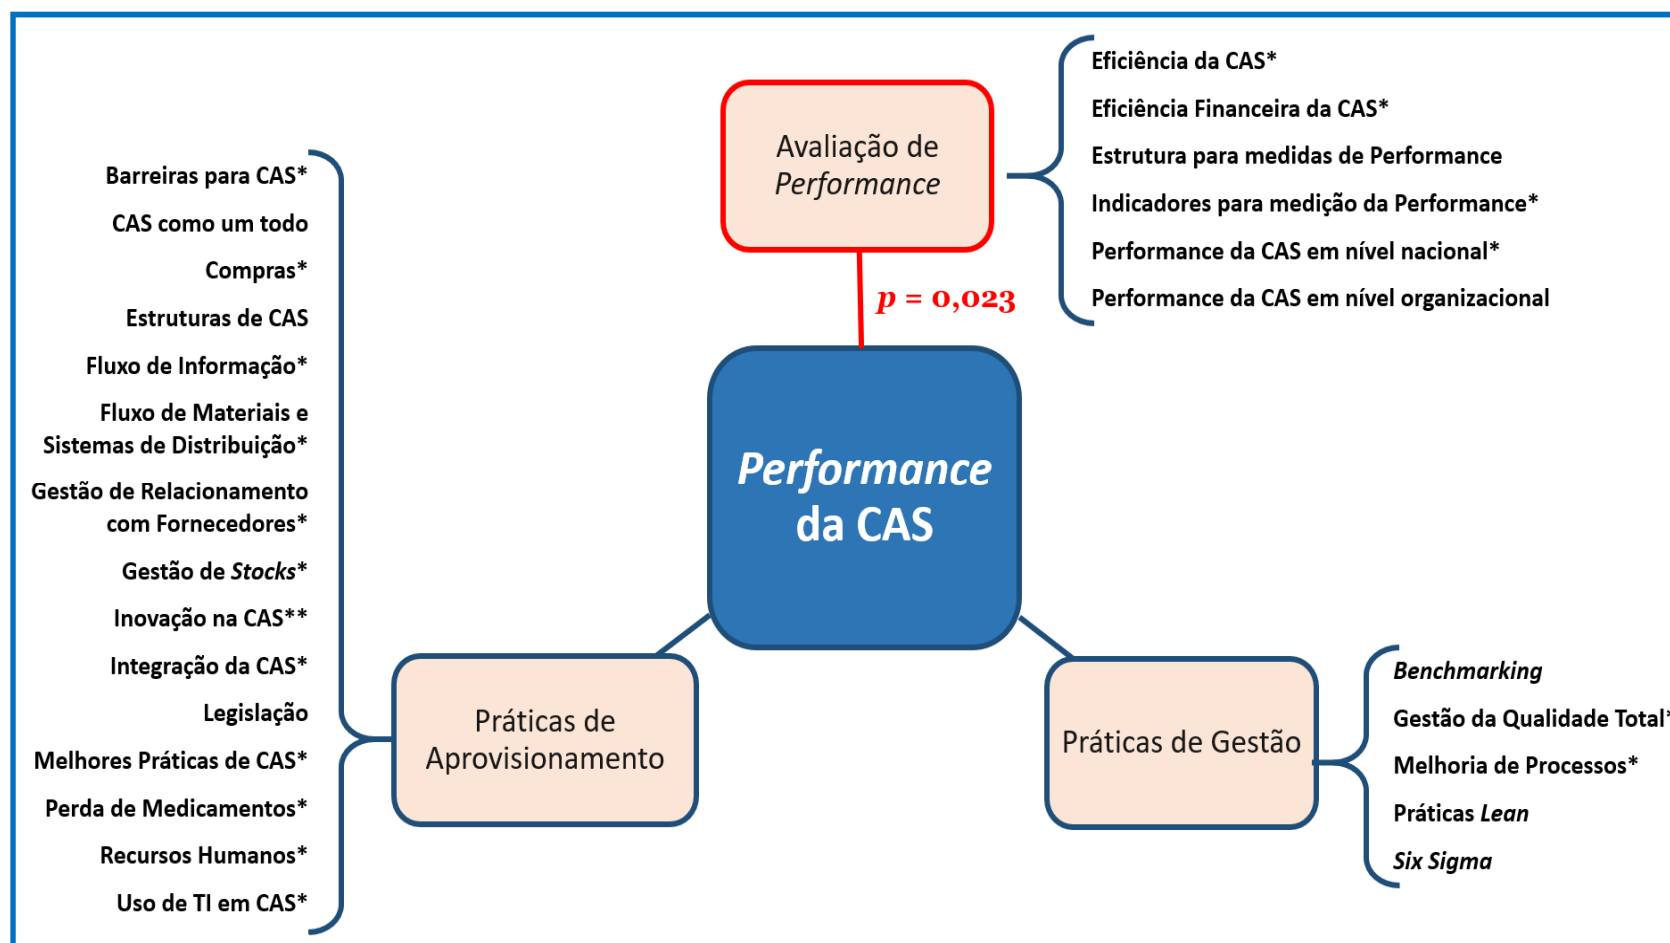 Avaliação de
Performance
Eficiência da CAS*
Eficiência Financeira da CAS*
Estrutura para medidas de Performance
Indicadores para medição da Performance*
Performance da CAS em nível nacional*
Performance da CAS em nível organizacional
p = 0,023
Performance
da CAS
Barreiras para CAS*
CAS como um todo
Compras*
Estruturas de CAS
Fluxo de Informação*
Fluxo de Materiais e
Sistemas de Distribuição*
Gestão de Relacionamento
com Fornecedores*
Gestão de Stocks*
Inovação na CAS**
Integração da CAS*
Legislação
Melhores Práticas de CAS*
Perda de Medicamentos*
Recursos Humanos*
Uso de TI em CAS*
Práticas de
Aprovisionamento
Práticas de Gestão
Benchmarking
Gestão da Qualidade Total*
Melhoria de Processos*
Práticas Lean
Six Sigma